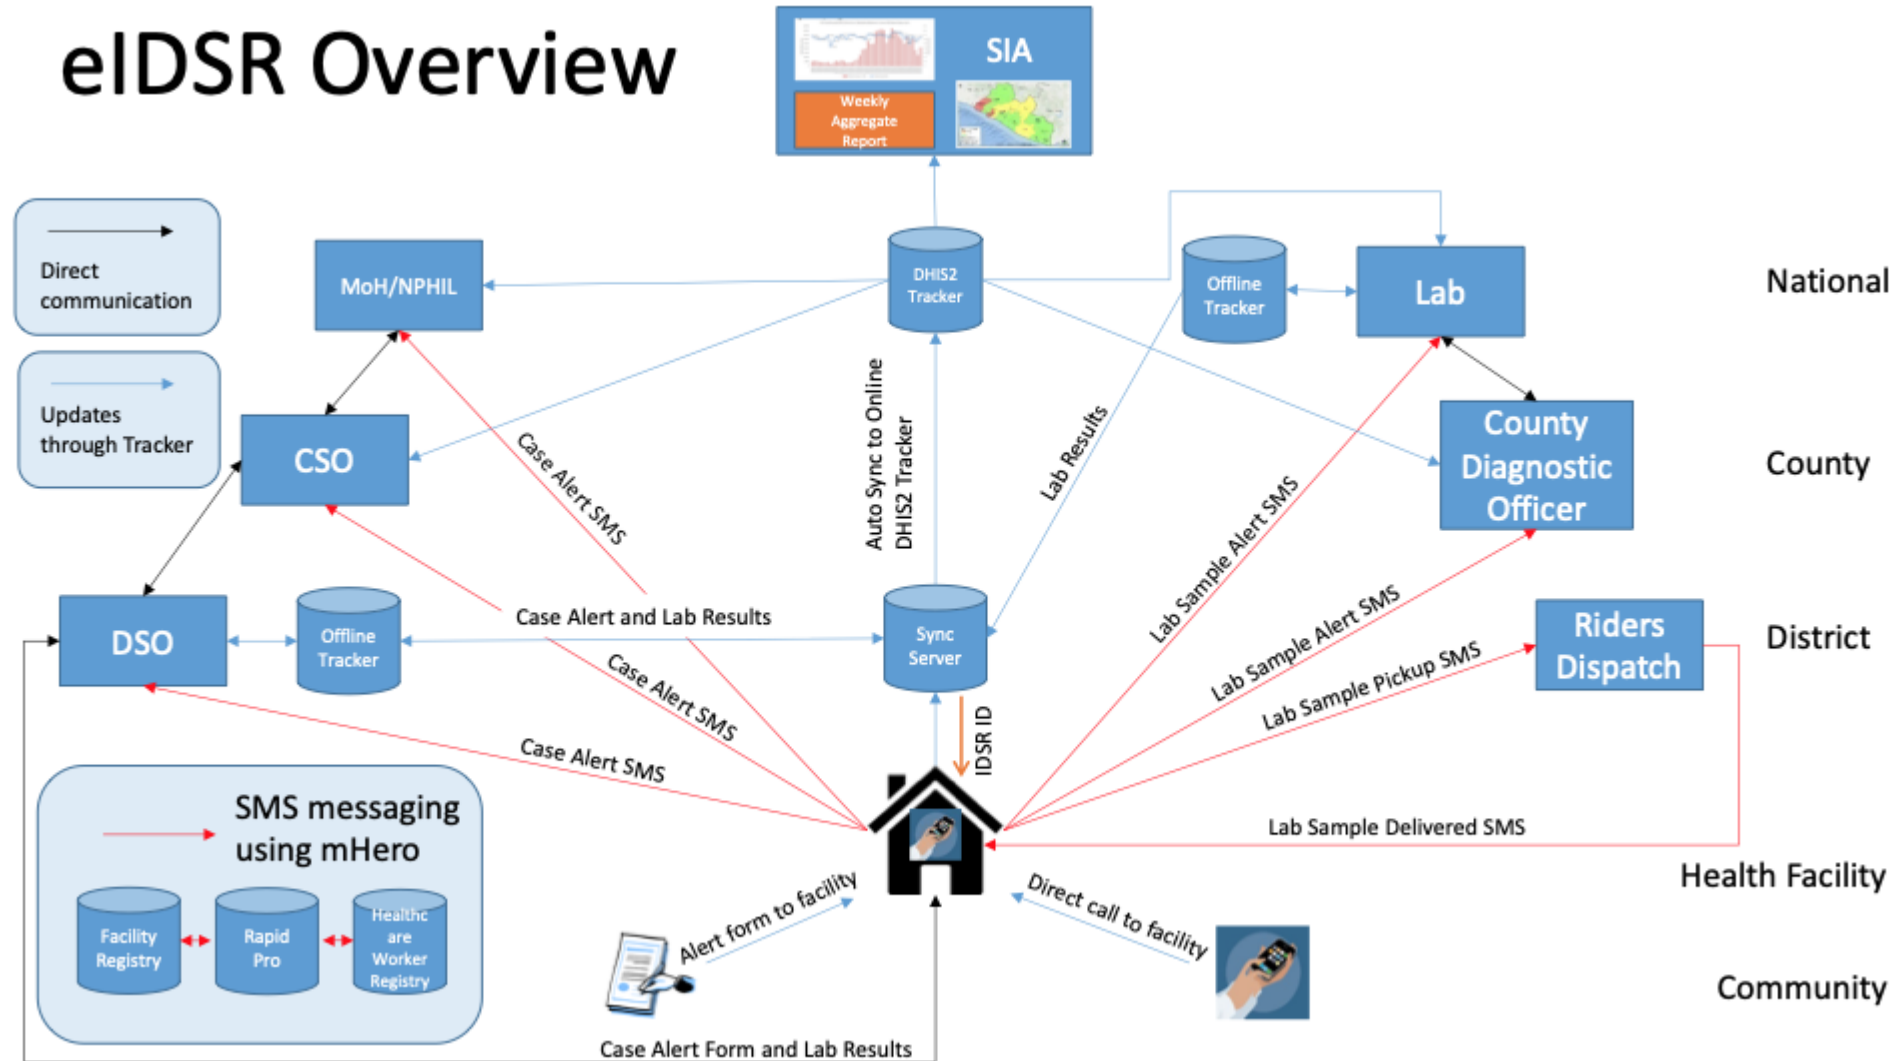 eIDSR Overview
SIA
Weekly
Aggregate
Report
Direct
communication
Updates
through Tracker
MoH/NPHIL
DHIS2
Tracker
Offline
Tracker
Lab
National
CSO
County
Diagnostic
Officer
County
Case Alert SMS
Auto Sync to Online
DHIS2 Tracker
Lab Results
Lab Sample Alert SMS
DSO
Offline
Tracker
Case Alert and Lab Results
Sync
Server
Lab Sample Alert SMS
Riders
Dispatch
District
Case Alert SMS
Lab Sample Pickup SMS
Case Alert SMS
IDSR ID
SMS messaging
using mHero
Facility
Registry
Rapid
Pro
Healthc
are
Worker
Registry
Lab Sample Delivered SMS
Health Facility
Alert form to facility
Direct call to facility
Community
Case Alert Form and Lab Results